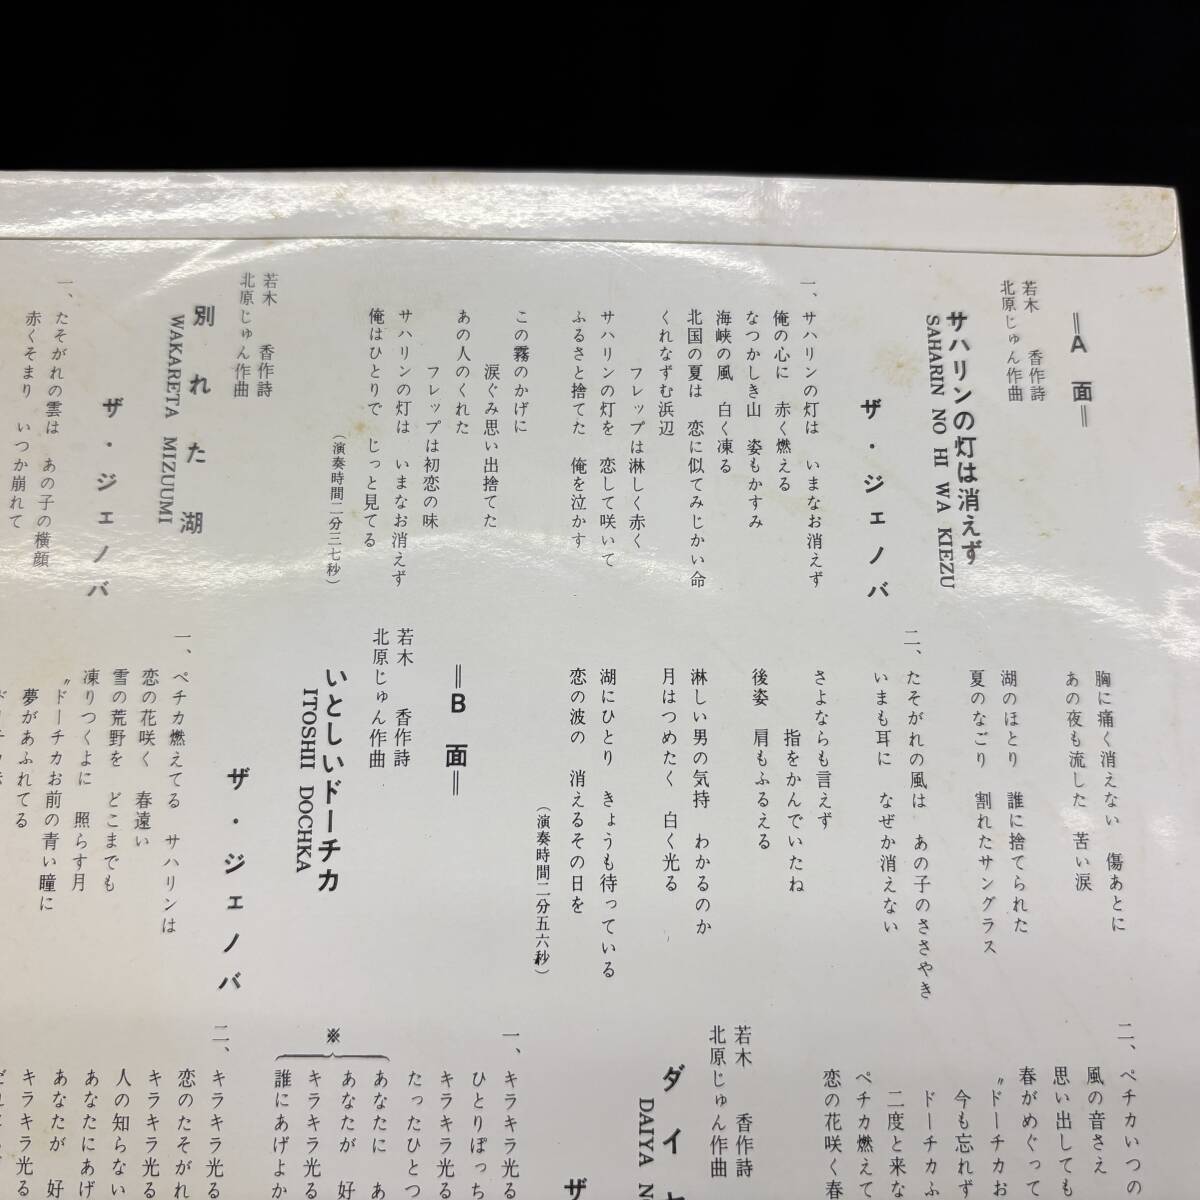 ＝A 面＝
若木 香作詩
北原じゅん作曲
サハリンの灯は消えず
SAHARIN NO HI WA KIEZU
ザ・ジェノバ
一、
サハリンの灯は いまなお消えず
俺の心に 赤く燃える
なつかしき山 姿もかすみ
海峡の風 白く凍る
北国の夏は 恋に似てみじかい命
くれなずむ浜辺
フレップは淋しく赤く
サハリンの灯を 恋して咲いて
ふるさと捨てた 俺を泣かす
この霧のかげに
涙ぐみ思い出捨てた
あの人のくれた
フレップは初恋の味
サハリンの灯は いまなお消えず
俺はひとりで じっと見てる
（演奏時間二分三七秒）
若木 香作詩
北原じゅん作曲
別れた湖
WAKARETA MIZUUMI
ザ・ジェノバ
一、
たそがれの雲は あの子の横顔
赤くそまり いつか崩れて
胸に痛く消えない 傷あとに
あの夜も流した 苦い涙
湖のほとり 誰に捨てられた
夏のなごり 割れたサングラス
二、
たそがれの風は あの子のささやき
いまも耳に なぜか消えない
さよならも言えず
指をかんでいたね
後姿 肩もふるえる
淋しい男の気持 わかるのか
月はつめたく 白く光る
湖にひとり きょうも待っている
恋の波の 消えるその日を
（演奏時間二分五六秒）
＝B 面＝
若木 香作詩
北原じゅん作曲
いとしいドーチカ
ITOSHII DOCHKA
ザ・ジェノバ
一、
ペチカ燃えてる サハリンは
恋の花咲く 春遠い
雪の荒野を どこまでも
凍りつくよに 照らす月
〝ドーチカお前の青い瞳に
夢があふれてる
二、
ペチカいつの
風の音さえ
思い出しても
春がめぐって
〝ドーチカお
今も忘れず
ドーチカふ
二度と来な
ペチカ燃えて
恋の花咲く春
若木 香作詩
北原じゅん作曲
ダイ
DAIYA N
ザ
一、
キラキラ光る
ひとりぼっち
キラキラ光る
たったひとつ
※
あなたに あ
あなたが 好
キラキラ光る
誰にあげよか
二、
キラキラ光る
恋のたそがれ
キラキラ光る
人の知らない
あなたにあげ
あなたが 好
キラキラ光る